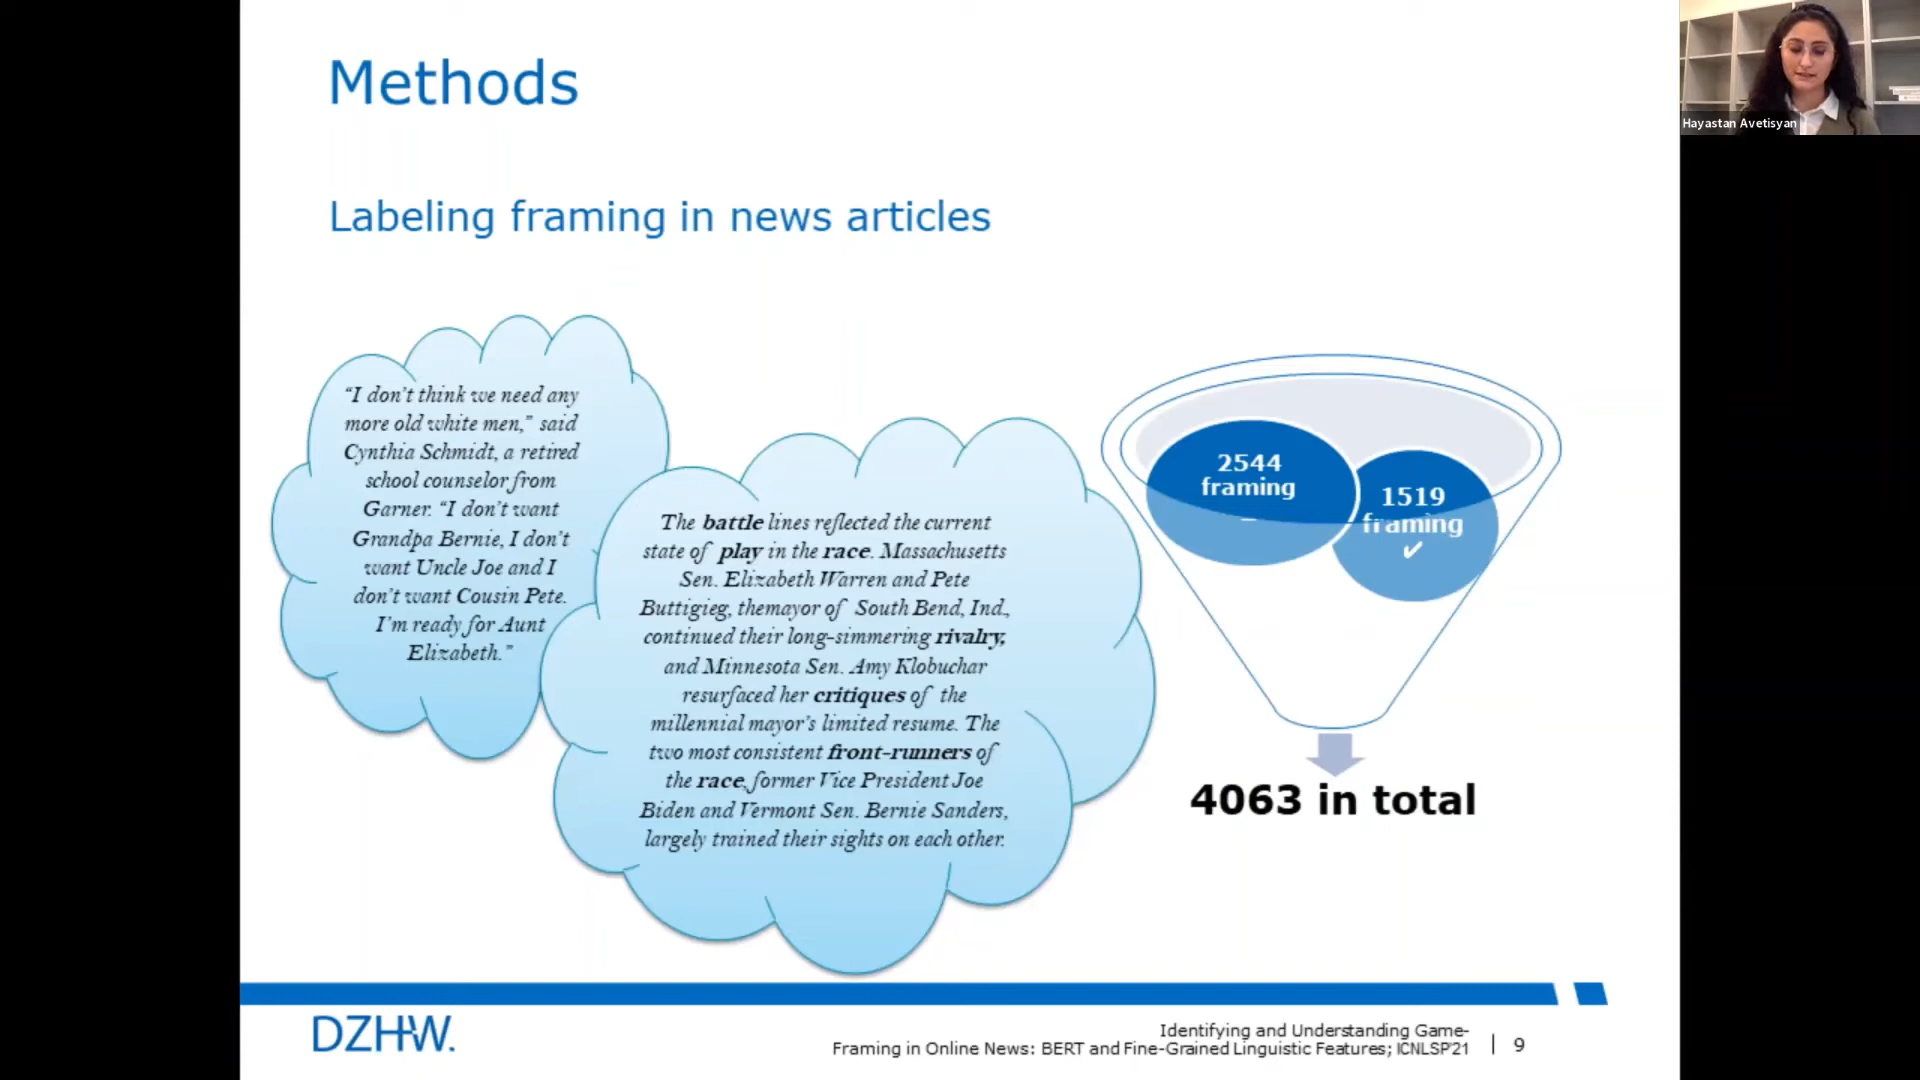 Methods
Hayastan Avetisyan
Labeling framing in news articles
“I don’t think we need any
more old white men,” said
Cynthia Schmidt, a retired
school counselor from
Garner. “I don’t want
Grandpa Bernie, I don’t
want Uncle Joe and I
don’t want Cousin Pete.
I’m ready for Aunt
Elizabeth.”
The battle lines reflected the current
state of play in the race. Massachusetts
Sen. Elizabeth Warren and Pete
Buttigieg, themayor of South Bend, Ind.,
continued their long-simmering rivalry,
and Minnesota Sen. Amy Klobuchar
resurfaced her critiques of the
millennial mayor’s limited resume. The
two most consistent front-runners of
the race, former Vice President Joe
Biden and Vermont Sen. Bernie Sanders,
largely trained their sights on each other.
2544
framing
–
1519
framing
✓
4063 in total
DZHW.
Identifying and Understanding Game-
Framing in Online News: BERT and Fine-Grained Linguistic Features; ICNLSP'21 | 9